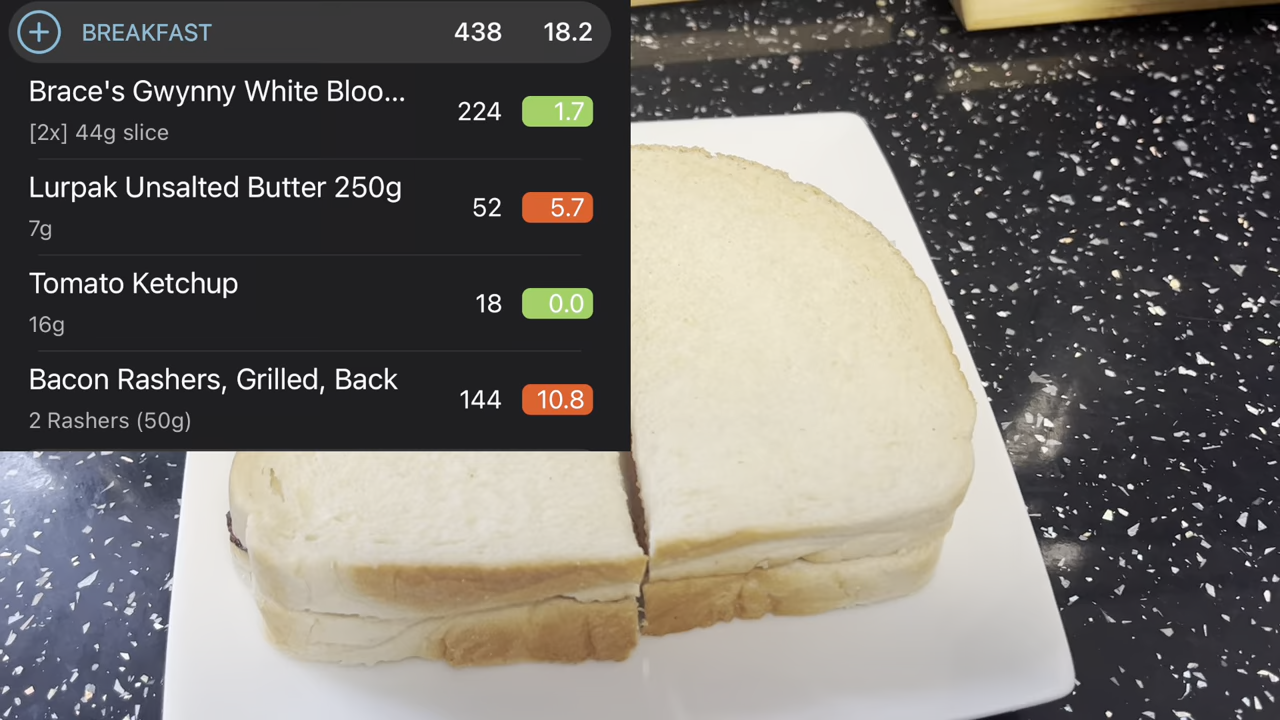 BREAKFAST 438 18.2
Brace's Gwynny White Bloo... 224 1.7
[2x] 44g slice
Lurpak Unsalted Butter 250g 52 5.7
7g
Tomato Ketchup 18 0.0
16g
Bacon Rashers, Grilled, Back 144 10.8
2 Rashers (50g)